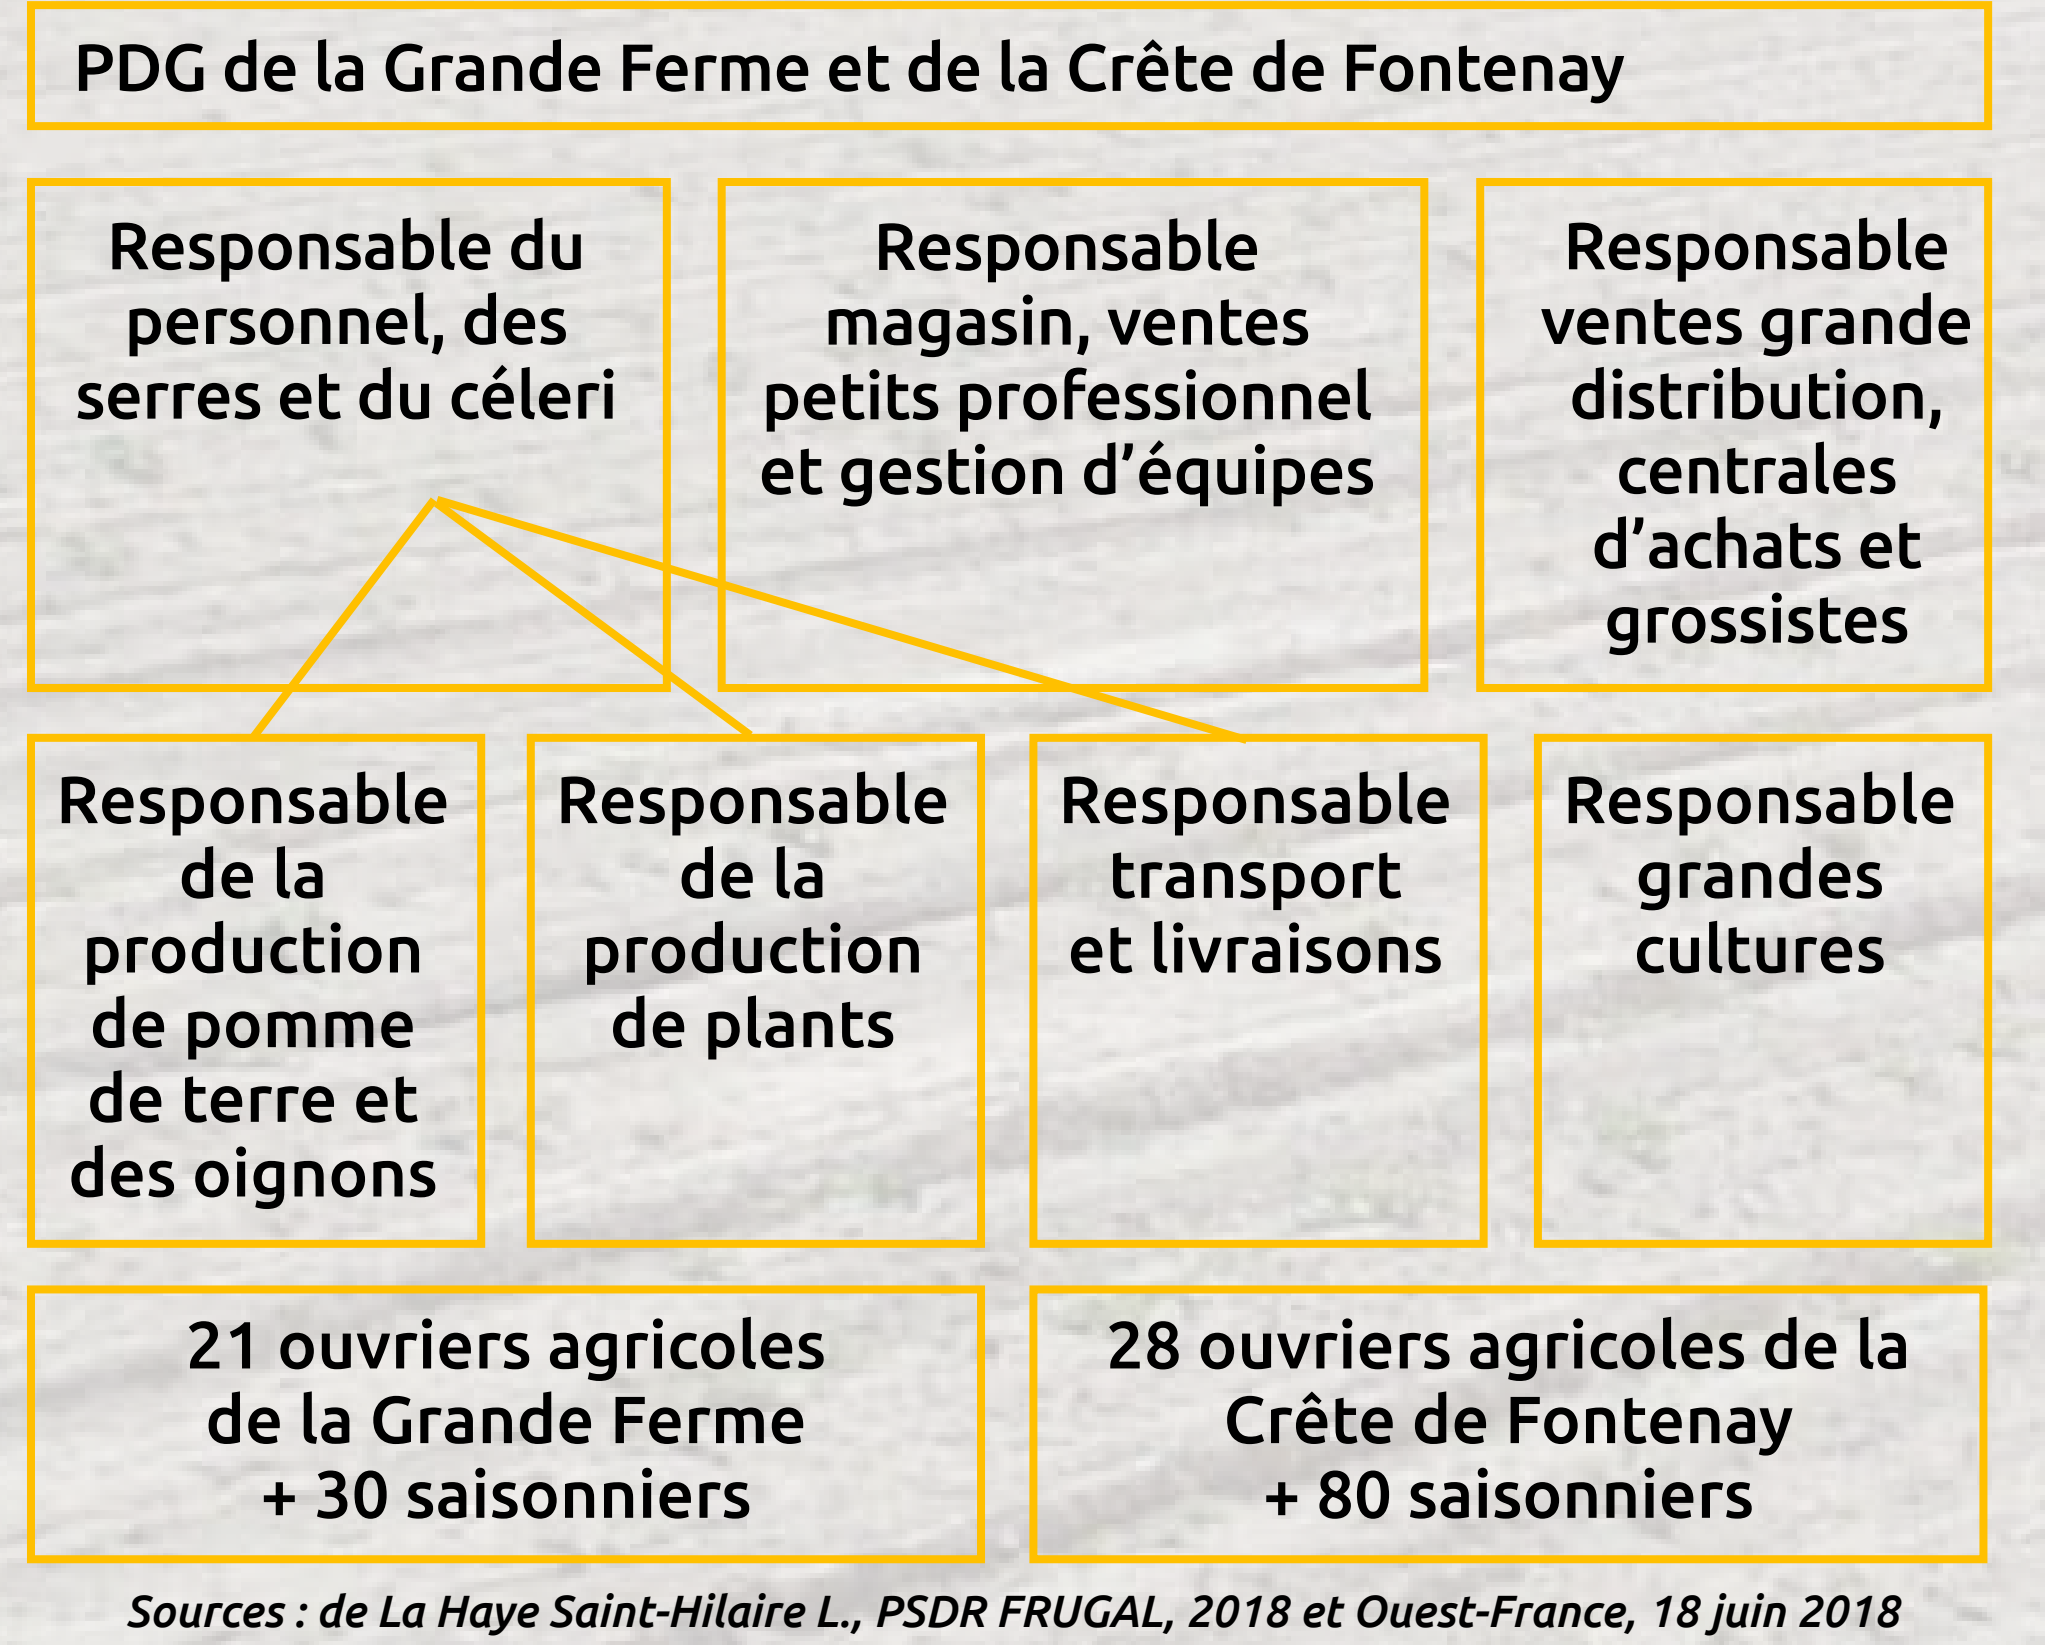 PDG de la Grande Ferme et de la Crête de Fontenay
Responsable du
personnel, des
serres et du céleri
Responsable
magasin, ventes
petits professionnel
et gestion d’équipes
Responsable
ventes grande
distribution,
centrales
d’achats et
grossistes
Responsable
de la
production
de pomme
de terre et
des oignons
Responsable
de la
production
de plants
Responsable
transport
et livraisons
Responsable
grandes
cultures
21 ouvriers agricoles
de la Grande Ferme
+ 30 saisonniers
28 ouvriers agricoles de la
Crête de Fontenay
+ 80 saisonniers
Sources : de La Haye Saint-Hilaire L., PSDR FRUGAL, 2018 et Ouest-France, 18 juin 2018